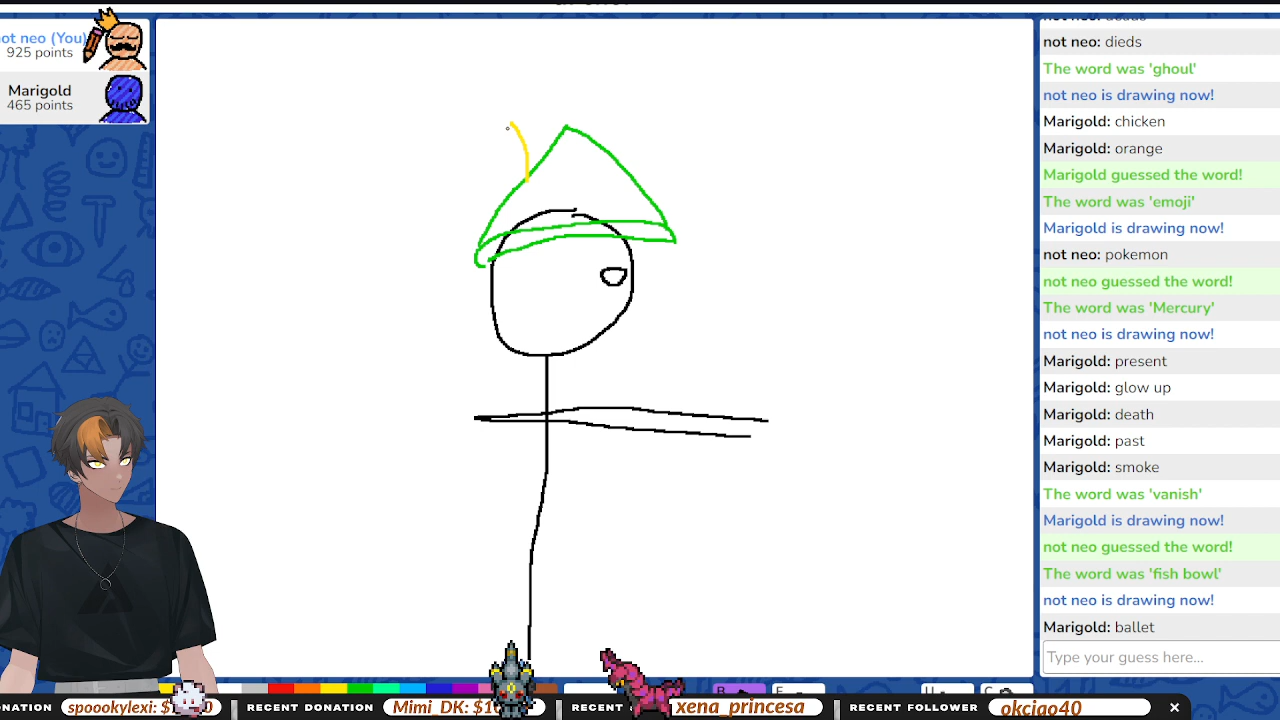 ot neo (You)
925 points
Marigold
465 points
not neo: dieds
The word was 'ghoul'
not neo is drawing now!
Marigold: chicken
Marigold: orange
Marigold guessed the word!
The word was 'emoji'
Marigold is drawing now!
not neo: pokemon
not neo guessed the word!
The word was 'Mercury'
not neo is drawing now!
Marigold: present
Marigold: glow up
Marigold: death
Marigold: past
Marigold: smoke
The word was 'vanish'
Marigold is drawing now!
not neo guessed the word!
The word was 'fish bowl'
not neo is drawing now!
Marigold: ballet
Type your guess here...
ONATION spoookylexi: RECENT DONATION Mimi_DK: RECENT xena_princesa RECENT FOLLOWER okciao40